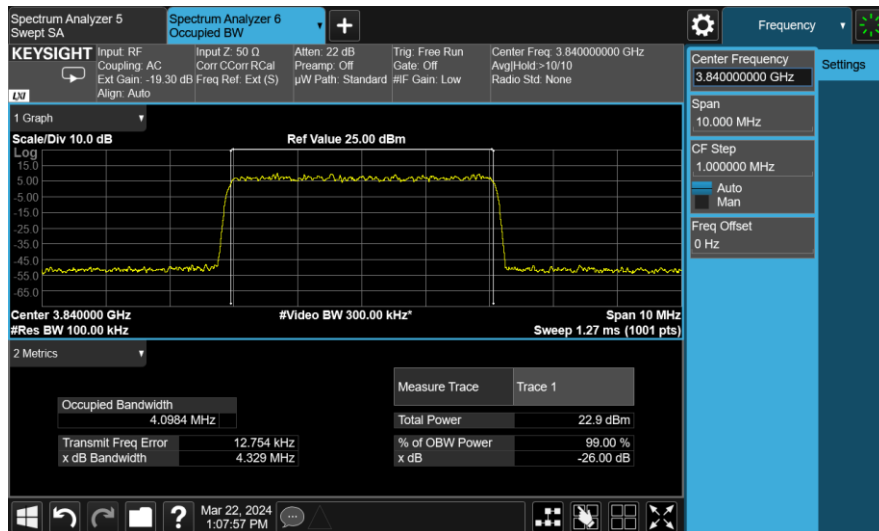 Spectrum Analyzer 5
Swept SA
Spectrum Analyzer 6
Occupied BW
Frequency
KEYSIGHT
LXI
Input: RF
Coupling: AC
Ext Gain: -19.30 dB
Align: Auto
Input Z: 50 Ω
Corr CCorr RCal
Freq Ref: Ext (S)
Atten: 22 dB
Preamp: Off
µW Path: Standard
Trig: Free Run
Gate: Off
#IF Gain: Low
Center Freq: 3.840000000 GHz
Avg|Hold:>10/10
Radio Std: None
Center Frequency
3.840000000 GHz
Settings
Span
10.000 MHz
CF Step
1.000000 MHz
Auto
Man
Freq Offset
0 Hz
1 Graph
Scale/Div 10.0 dB
Ref Value 25.00 dBm
Log
15.0
5.00
-5.00
-15.0
-25.0
-35.0
-45.0
-55.0
-65.0
Center 3.840000 GHz
#Video BW 300.00 kHz*
Span 10 MHz
#Res BW 100.00 kHz
Sweep 1.27 ms (1001 pts)
2 Metrics
Measure Trace
Trace 1
Occupied Bandwidth
4.0984 MHz
Total Power
22.9 dBm
Transmit Freq Error
12.754 kHz
% of OBW Power
99.00 %
x dB Bandwidth
4.329 MHz
x dB
-26.00 dB
?
Mar 22, 2024
1:07:57 PM